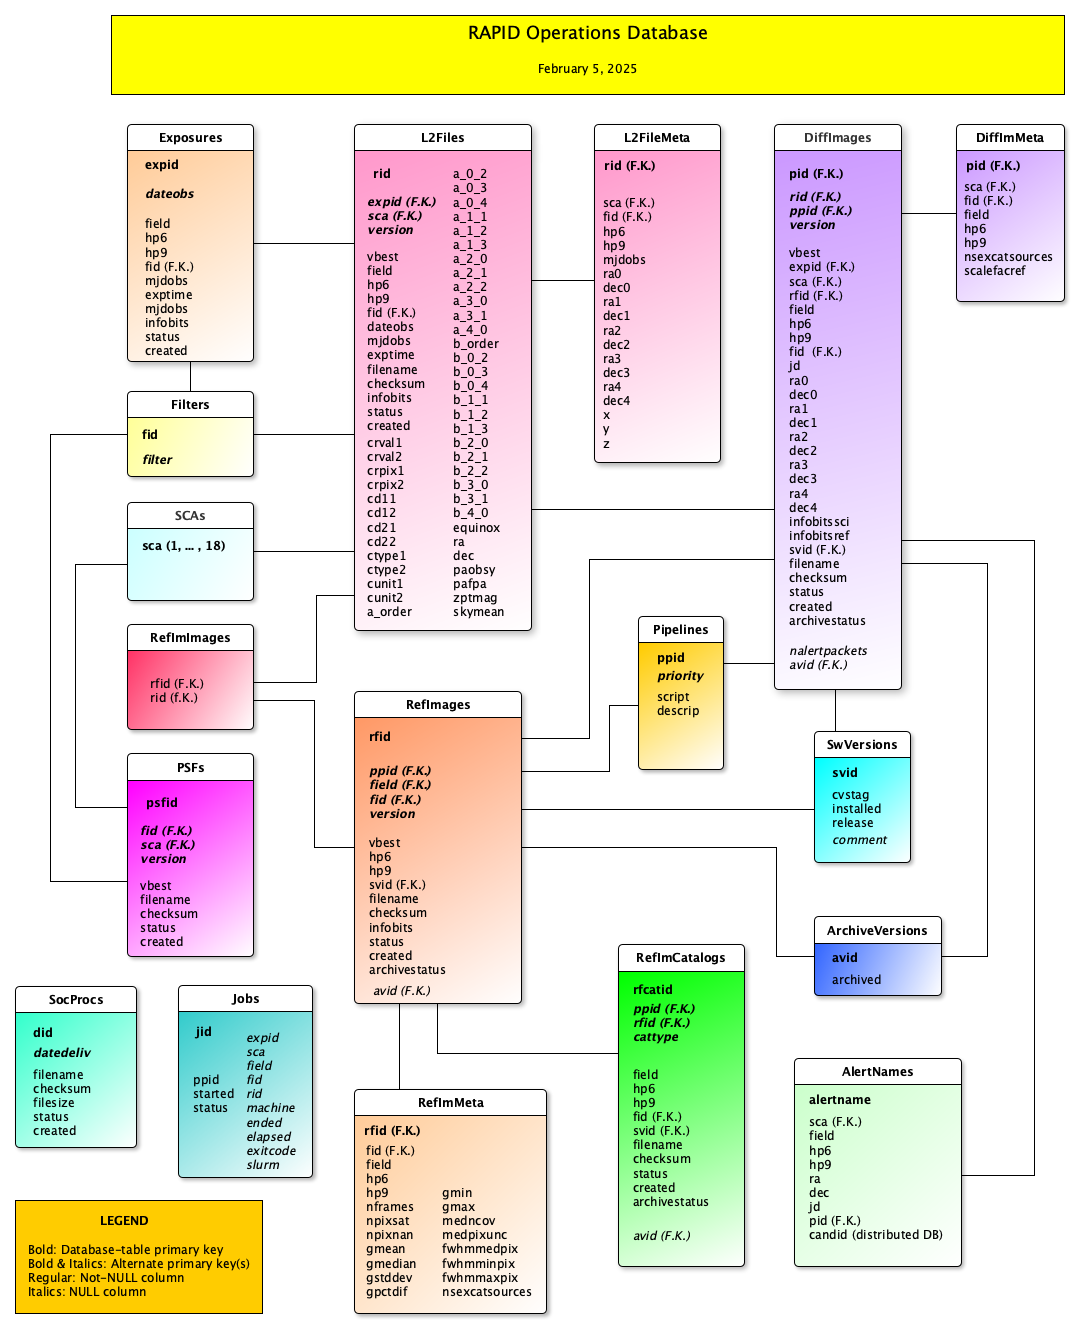 RAPID Operations Database
February 5, 2025
Exposures
expid
dateobs
field
hp6
hp9
fid (F.K.)
mjdobs
exptime
mjdobs
infobits
status
created
Filters
fid
filter
SCAs
sca (1, ... , 18)
RefImImages
rfid (F.K.)
rid (f.K.)
PSFs
psfid
fid (F.K.)
sca (F.K.)
version
vbest
filename
checksum
status
created
L2Files
rid
expid (F.K.)
sca (F.K.)
version
vbest
field
hp6
hp9
fid (F.K.)
dateobs
mjdobs
exptime
filename
checksum
infobits
status
created
crval1
crval2
crpix1
crpix2
cd11
cd12
cd21
cd22
ctype1
ctype2
cunit1
cunit2
a_order
a_0_2
a_0_3
a_0_4
a_1_1
a_1_2
a_1_3
a_2_0
a_2_1
a_2_2
a_3_0
a_3_1
a_4_0
b_order
b_0_2
b_0_3
b_0_4
b_1_1
b_1_2
b_1_3
b_2_0
b_2_1
b_2_2
b_3_0
b_3_1
b_4_0
equinox
ra
dec
paobsy
pafpa
zptmag
skymean
L2FileMeta
rid (F.K.)
sca (F.K.)
fid (F.K.)
hp6
hp9
mjdobs
ra0
dec0
ra1
dec1
ra2
dec2
ra3
dec3
ra4
dec4
x
y
z
DiffImages
pid (F.K.)
rid (F.K.)
ppid (F.K.)
version
vbest
expid (F.K.)
sca (F.K.)
rfid (F.K.)
field
hp6
hp9
fid  (F.K.)
jd
ra0
dec0
ra1
dec1
ra2
dec2
ra3
dec3
ra4
dec4
infobitssci
infobitsref
svid (F.K.)
filename
checksum
status
created
archivestatus
nalertpackets
avid (F.K.)
DiffImMeta
pid (F.K.)
sca (F.K.)
fid (F.K.)
field
hp6
hp9
nsexcatsources
scalefacref
Pipelines
ppid
priority
script
descrip
RefImages
rfid
ppid (F.K.)
field (F.K.)
fid (F.K.)
version
vbest
hp6
hp9
svid (F.K.)
filename
checksum
infobits
status
created
archivestatus
avid (F.K.)
SwVersions
svid
cvstag
installed
release
comment
ArchiveVersions
avid
archived
RefImCatalogs
rfcatid
ppid (F.K.)
rfid (F.K.)
cattype
field
hp6
hp9
fid (F.K.)
svid (F.K.)
filename
checksum
status
created
archivestatus
avid (F.K.)
SocProcs
did
datedeliv
filename
checksum
filesize
status
created
Jobs
jid
ppid
started
status
expid
sca
field
fid
rid
machine
ended
elapsed
exitcode
slurm
RefImMeta
rfid (F.K.)
fid (F.K.)
field
hp6
hp9
nframes
npixsat
npixnan
gmean
gmedian
gstddev
gpctdif
gmin
gmax
medncov
medpixunc
fwhmmedpix
fwhmminpix
fwhmmaxpix
nsexcatsources
AlertNames
alertname
sca (F.K.)
field
hp6
hp9
ra
dec
jd
pid (F.K.)
candid (distributed DB)
LEGEND
Bold: Database-table primary key
Bold & Italics: Alternate primary key(s)
Regular: Not-NULL column
Italics: NULL column